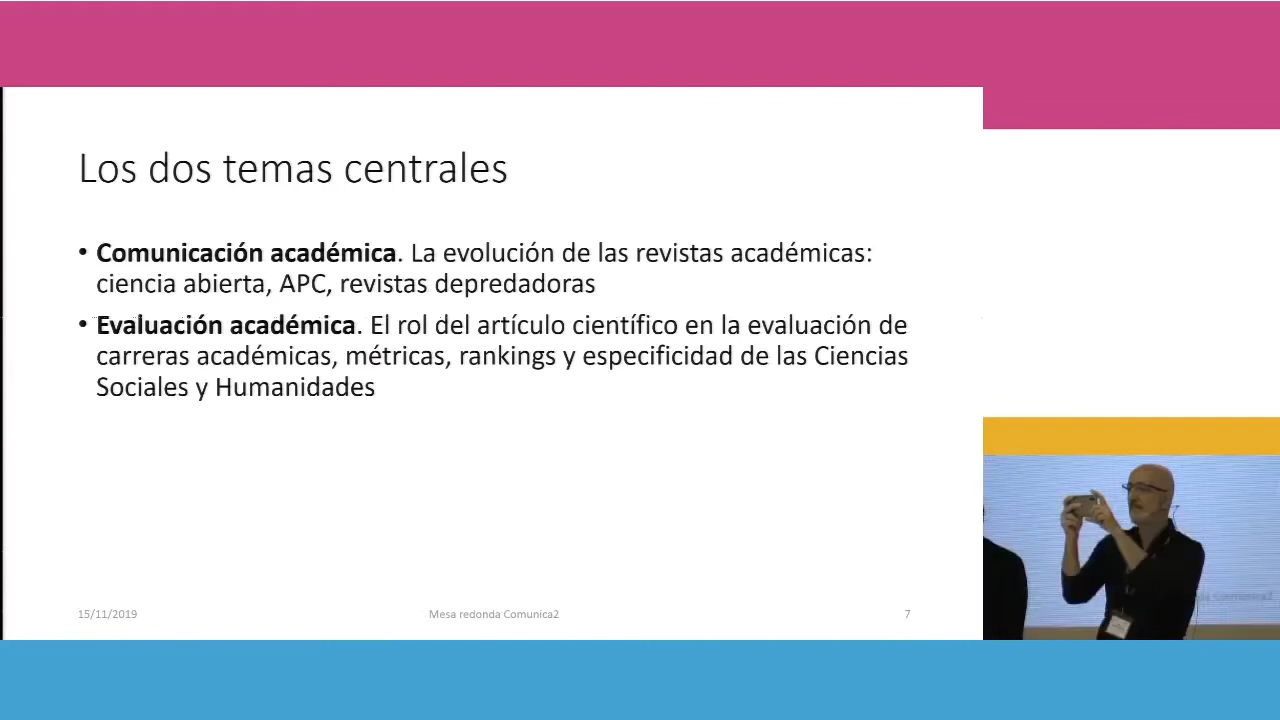 Los dos temas centrales
• Comunicación académica. La evolución de las revistas académicas:
ciencia abierta, APC, revistas depredadoras
• Evaluación académica. El rol del artículo científico en la evaluación de
carreras académicas, métricas, rankings y especificidad de las Ciencias
Sociales y Humanidades
15/11/2019
Mesa redonda Comunica2
7
Comunica2